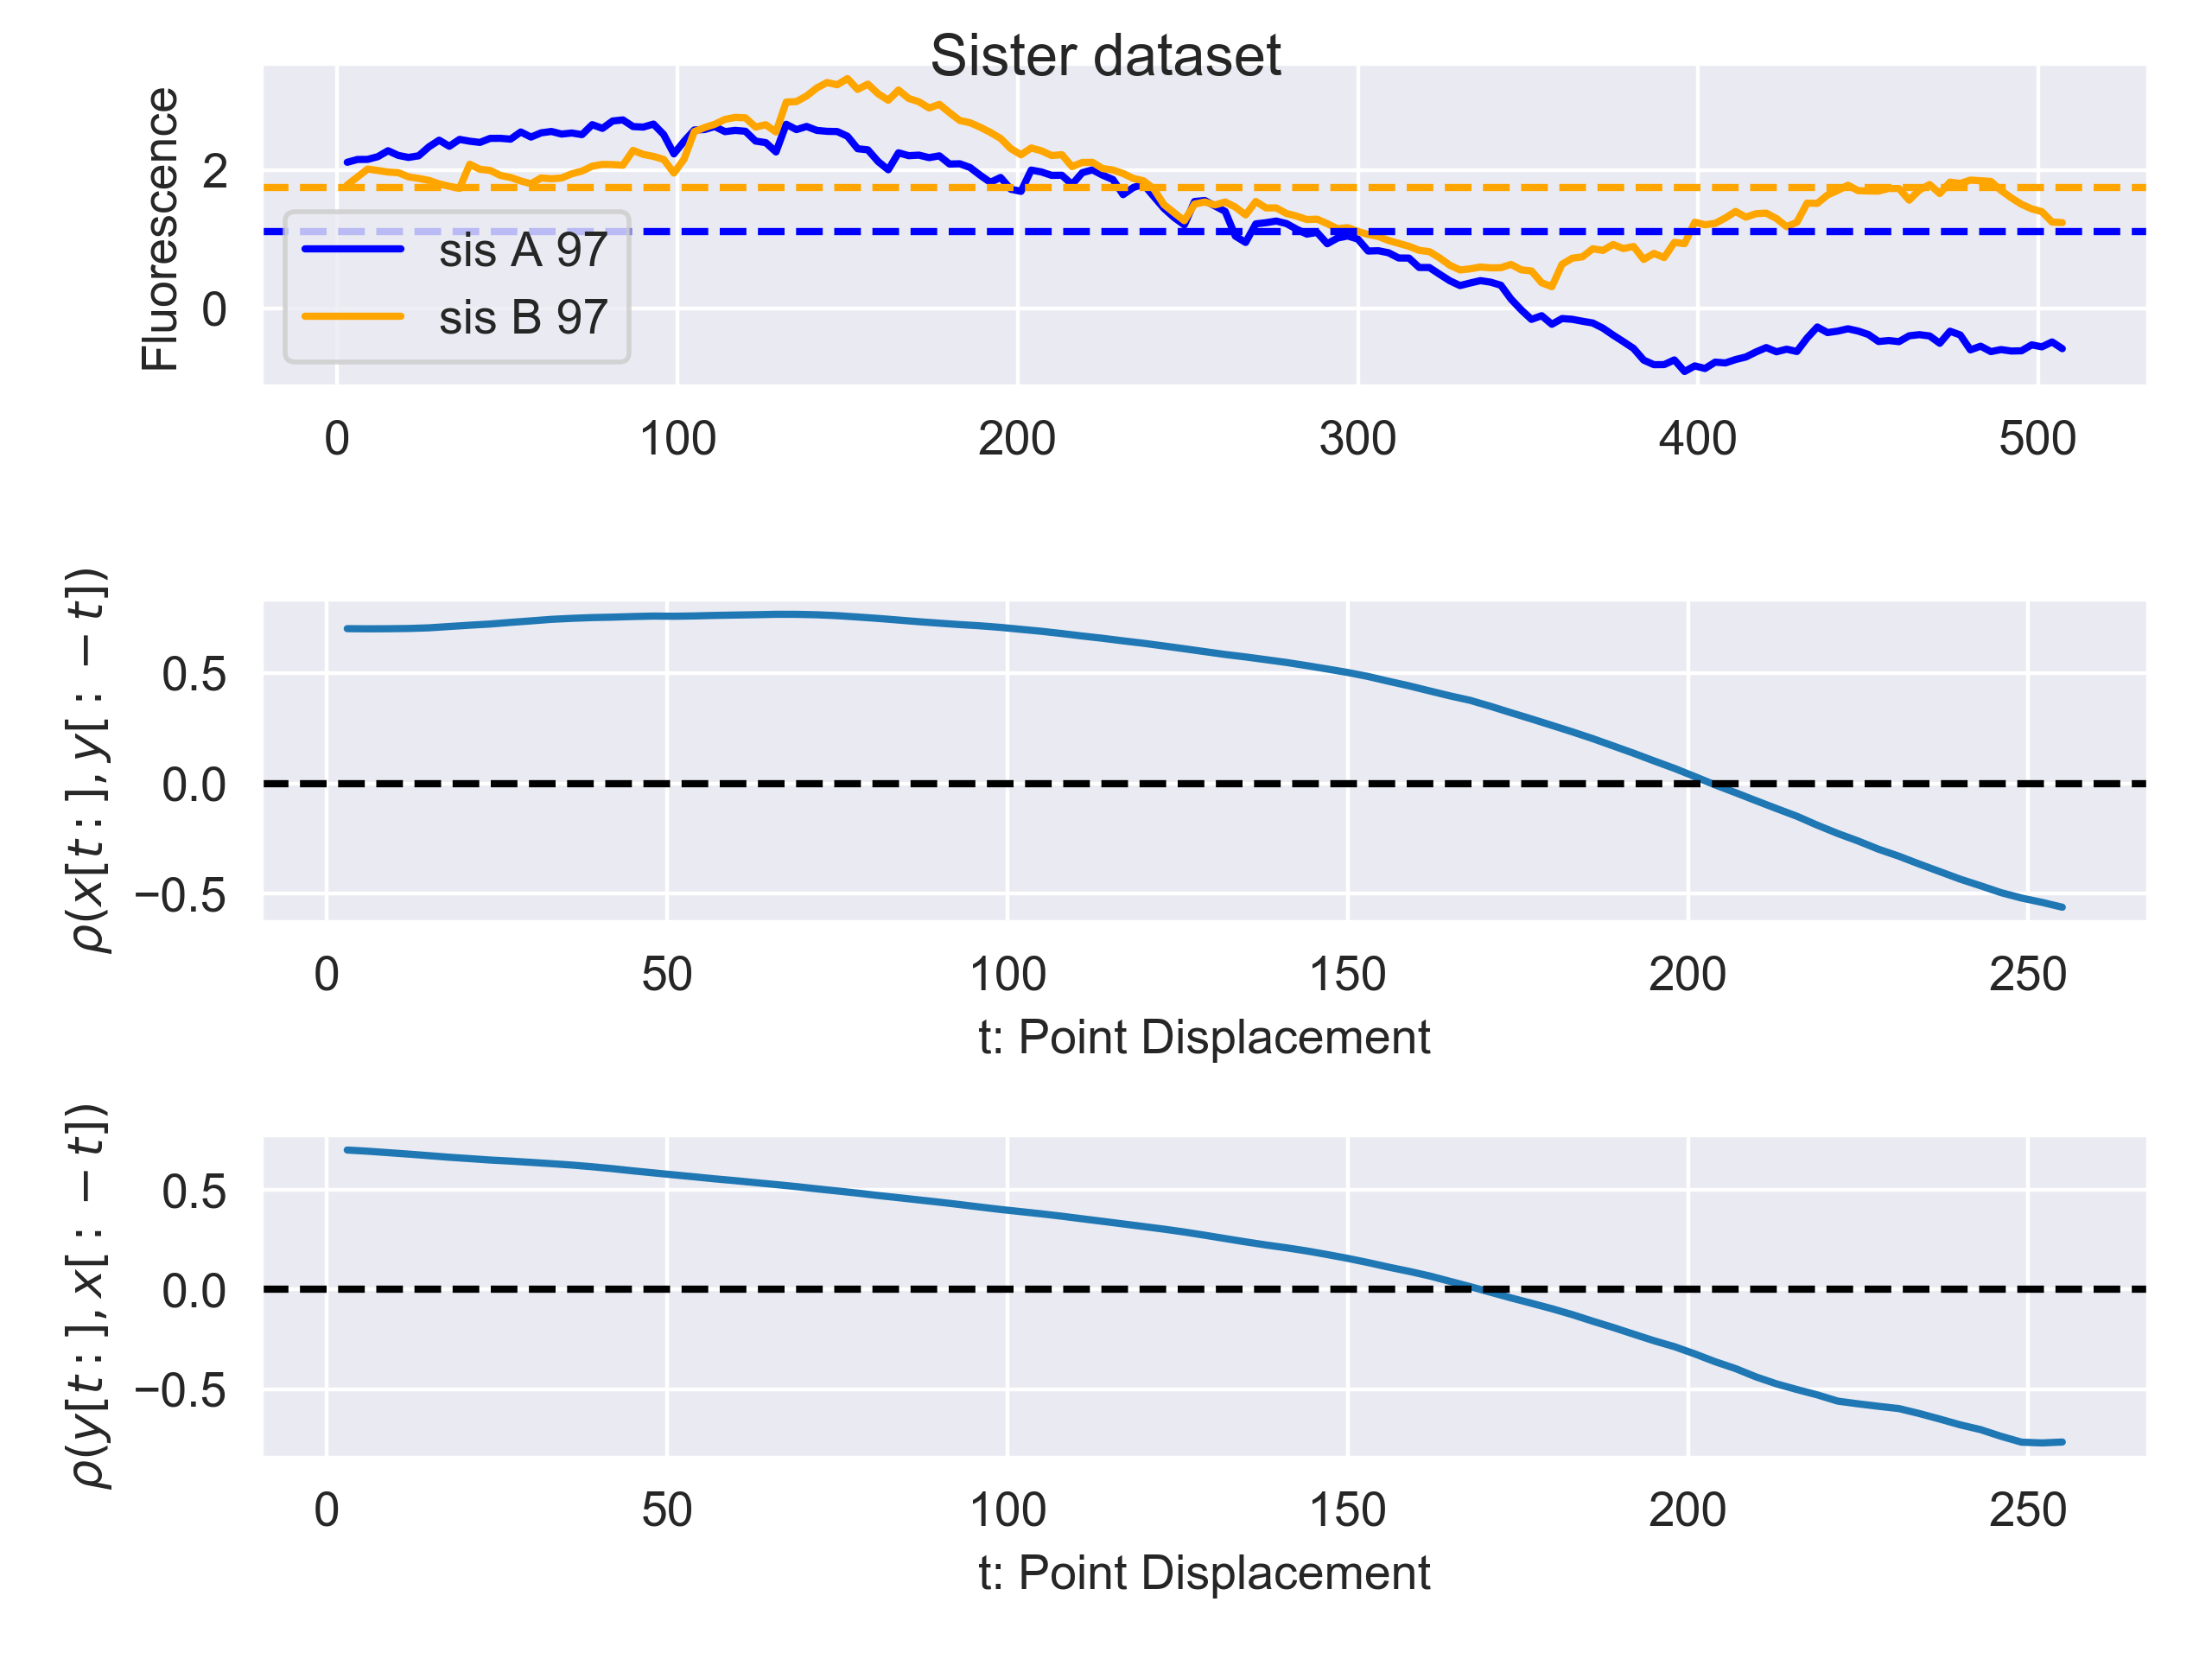 Sister dataset
Fluorescence
2
0
sis A 97
sis B 97
0 100 200 300 400 500
ρ(x[t:], y[:−t])
0.5
0.0
−0.5
0 50 100 150 200 250
t: Point Displacement
ρ(y[t:], x[:−t])
0.5
0.0
−0.5
0 50 100 150 200 250
t: Point Displacement